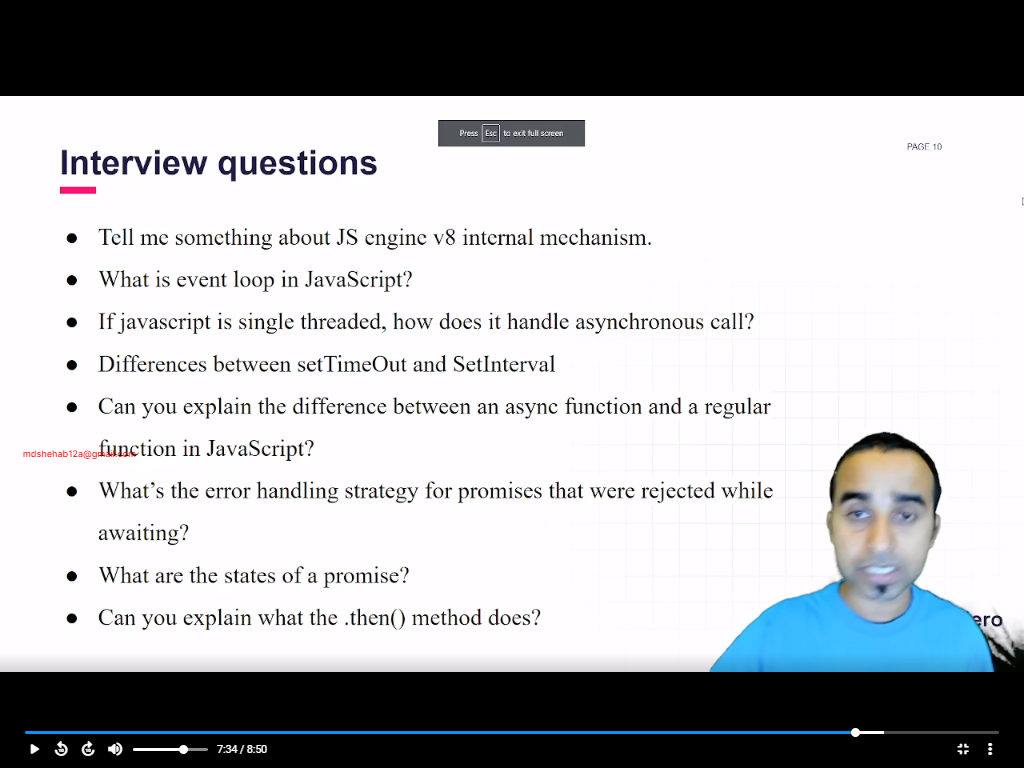 Press Esc to exit full screen
PAGE 10
Interview questions
● Tell me something about JS engine v8 internal mechanism.
● What is event loop in JavaScript?
● If javascript is single threaded, how does it handle asynchronous call?
● Differences between setTimeOut and SetInterval
● Can you explain the difference between an async function and a regular
function in JavaScript?
mdshehab12a@gmail.com
● What’s the error handling strategy for promises that were rejected while
awaiting?
● What are the states of a promise?
● Can you explain what the .then() method does?
ero
7:34 / 8:50